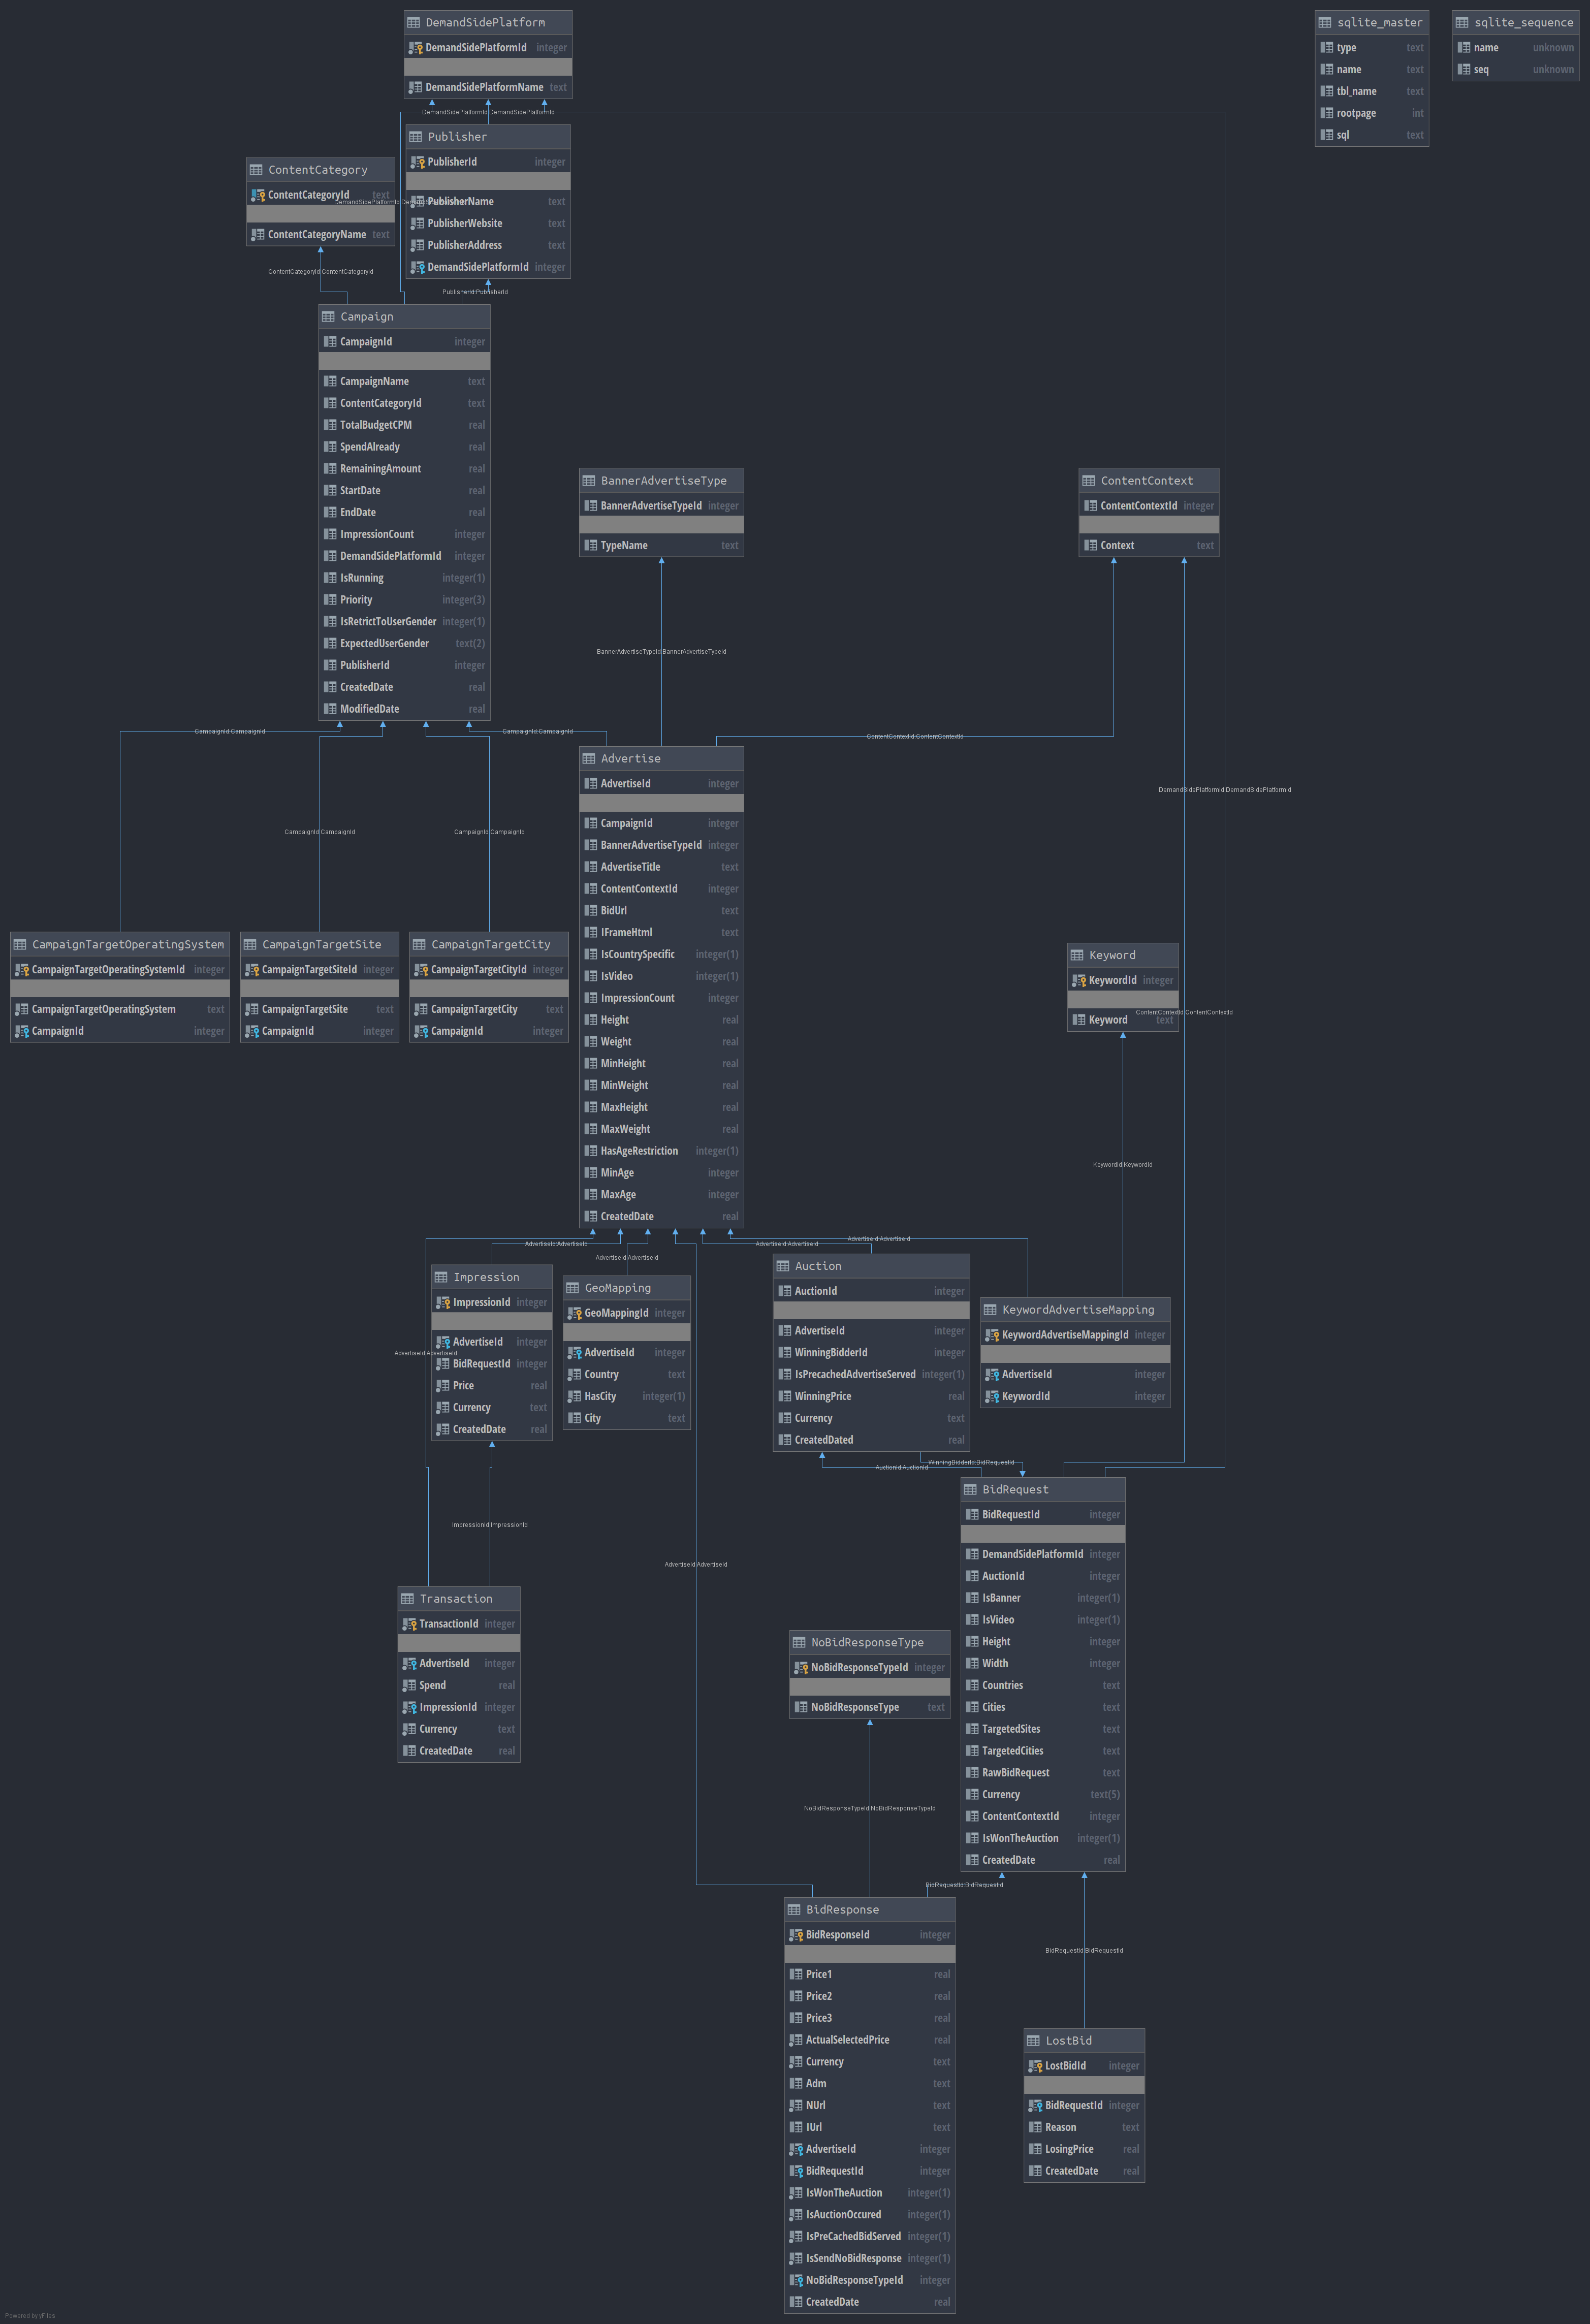 DemandSidePlatform
DemandSidePlatformId integer
DemandSidePlatformName text
DemandSidePlatformId:DemandSidePlatformId
sqlite_master
type text
name text
tbl_name text
rootpage int
sql text
sqlite_sequence
name unknown
seq unknown
Publisher
PublisherId integer
PublisherName text
PublisherWebsite text
PublisherAddress text
DemandSidePlatformId integer
PublisherId:PublisherId
ContentCategory
ContentCategoryId text
ContentCategoryName text
ContentCategoryId:ContentCategoryId
Campaign
CampaignId integer
CampaignName text
ContentCategoryId text
TotalBudgetCPM real
SpendAlready real
RemainingAmount real
StartDate real
EndDate real
ImpressionCount integer
DemandSidePlatformId integer
IsRunning integer(1)
Priority integer(3)
IsRetrictToUserGender integer(1)
ExpectedUserGender text(2)
PublisherId integer
CreatedDate real
ModifiedDate real
BannerAdvertiseType
BannerAdvertiseTypeId integer
TypeName text
BannerAdvertiseTypeId:BannerAdvertiseTypeId
ContentContext
ContentContextId integer
Context text
CampaignId:CampaignId
CampaignId:CampaignId
ContentContextId:ContentContextId
DemandSidePlatformId:DemandSidePlatformId
CampaignId:CampaignId
CampaignId:CampaignId
Advertise
AdvertiseId integer
CampaignId integer
BannerAdvertiseTypeId integer
AdvertiseTitle text
ContentContextId integer
BidUrl text
IFrameHtml text
IsCountrySpecific integer(1)
IsVideo integer(1)
ImpressionCount integer
Height real
Weight real
MinHeight real
MinWeight real
MaxHeight real
MaxWeight real
HasAgeRestriction integer(1)
MinAge integer
MaxAge integer
CreatedDate real
CampaignTargetOperatingSystem
CampaignTargetOperatingSystemId integer
CampaignTargetOperatingSystem text
CampaignId integer
CampaignTargetSite
CampaignTargetSiteId integer
CampaignTargetSite text
CampaignId integer
CampaignTargetCity
CampaignTargetCityId integer
CampaignTargetCity text
CampaignId integer
Keyword
KeywordId integer
Keyword text
ContentContextId:ContentContextId
KeywordId:KeywordId
AdvertiseId:AdvertiseId
AdvertiseId:AdvertiseId
AdvertiseId:AdvertiseId
AdvertiseId:AdvertiseId
Impression
ImpressionId integer
AdvertiseId integer
BidRequestId integer
Price real
Currency text
CreatedDate real
AdvertiseId:AdvertiseId
GeoMapping
GeoMappingId integer
AdvertiseId integer
Country text
HasCity integer(1)
City text
Auction
AuctionId integer
AdvertiseId integer
WinningBidderId integer
IsPrecachedAdvertiseServed integer(1)
WinningPrice real
Currency text
CreatedDated real
KeywordAdvertiseMapping
KeywordAdvertiseMappingId integer
AdvertiseId integer
KeywordId integer
AuctionId:AuctionId
WinningBidderId:BidRequestId
ImpressionId:ImpressionId
AdvertiseId:AdvertiseId
BidRequest
BidRequestId integer
DemandSidePlatformId integer
AuctionId integer
IsBanner integer(1)
IsVideo integer(1)
Height integer
Width integer
Countries text
Cities text
TargetedSites text
TargetedCities text
RawBidRequest text
Currency text(5)
ContentContextId integer
IsWonTheAuction integer(1)
CreatedDate real
Transaction
TransactionId integer
AdvertiseId integer
Spend real
ImpressionId integer
Currency text
CreatedDate real
NoBidResponseType
NoBidResponseTypeId integer
NoBidResponseType text
NoBidResponseTypeId:NoBidResponseTypeId
BidRequestId:BidRequestId
BidRequestId:BidRequestId
BidResponse
BidResponseId integer
Price1 real
Price2 real
Price3 real
ActualSelectedPrice real
Currency text
Adm text
NUrl text
IUrl text
AdvertiseId integer
BidRequestId integer
IsWonTheAuction integer(1)
IsAuctionOccured integer(1)
IsPreCachedBidServed integer(1)
IsSendNoBidResponse integer(1)
NoBidResponseTypeId integer
CreatedDate real
LostBid
LostBidId integer
BidRequestId integer
Reason text
LosingPrice real
CreatedDate real
Powered by yFiles